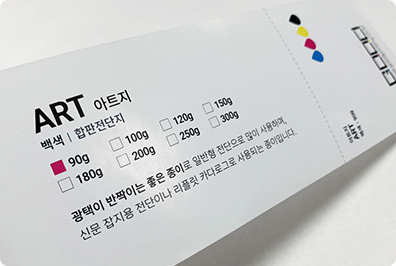 ART 아트지
백색 | 합판전단지
90g 100g 120g 150g
180g 200g 250g 300g
광택이 반짝이는 좋은 종이로 일반형 전단으로 많이 사용하며,
신문 잡지용 전단이나 리플릿 카다로그로 사용되는 종이입니다.
ART